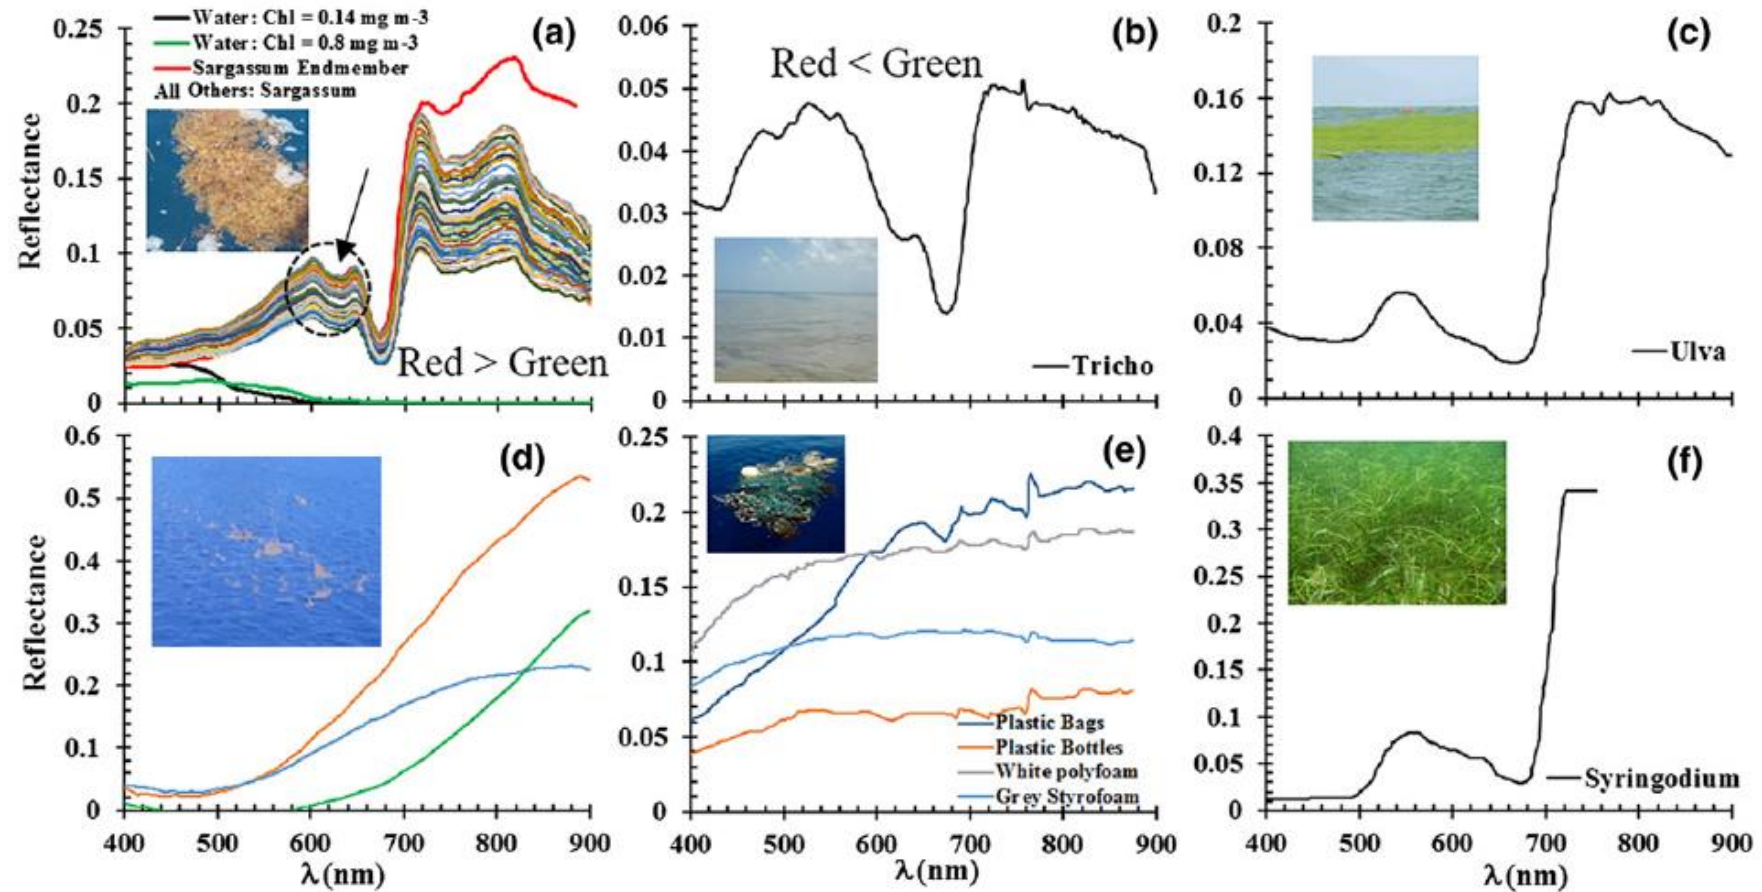 Water: Chl = 0.14 mg m-3
Water: Chl = 0.8 mg m-3
Sargassum Endmember
All Others: Sargassum
(a)
Red > Green
Reflectance
0.25
0.2
0.15
0.1
0.05
0
(b)
Red < Green
Tricho
0.06
0.05
0.04
0.03
0.02
0.01
0
(c)
Ulva
0.2
0.16
0.12
0.08
0.04
0
(d)
Reflectance
0.6
0.5
0.4
0.3
0.2
0.1
0
400 500 600 700 800 900
λ (nm)
(e)
0.25
0.2
0.15
0.1
0.05
0
Plastic Bags
Plastic Bottles
White polyfoam
Grey Styrofoam
400 500 600 700 800 900
λ (nm)
(f)
0.4
0.35
0.3
0.25
0.2
0.15
0.1
0.05
0
Syringodium
400 500 600 700 800 900
λ (nm)